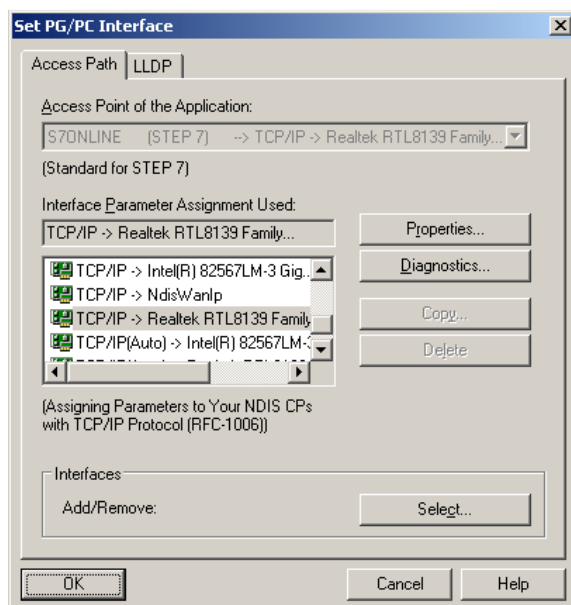 Set PG/PC Interface
Access Path
LLDP
Access Point of the Application:
S7ONLINE (STEP 7) --> TCP/IP -> Realtek RTL8139 Family...
(Standard for STEP 7)
Interface Parameter Assignment Used:
TCP/IP -> Realtek RTL8139 Family...
Properties...
Diagnostics...
TCP/IP -> Intel(R) 82567LM-3 Gig..
TCP/IP -> NdisWanIp
TCP/IP -> Realtek RTL8139 Family
TCP/IP(Auto) -> Intel(R) 82567LM-
Copy...
Delete
(Assigning Parameters to Your NDIS CPs
with TCP/IP Protocol (RFC-1006))
Interfaces
Add/Remove:
Select...
OK
Cancel
Help